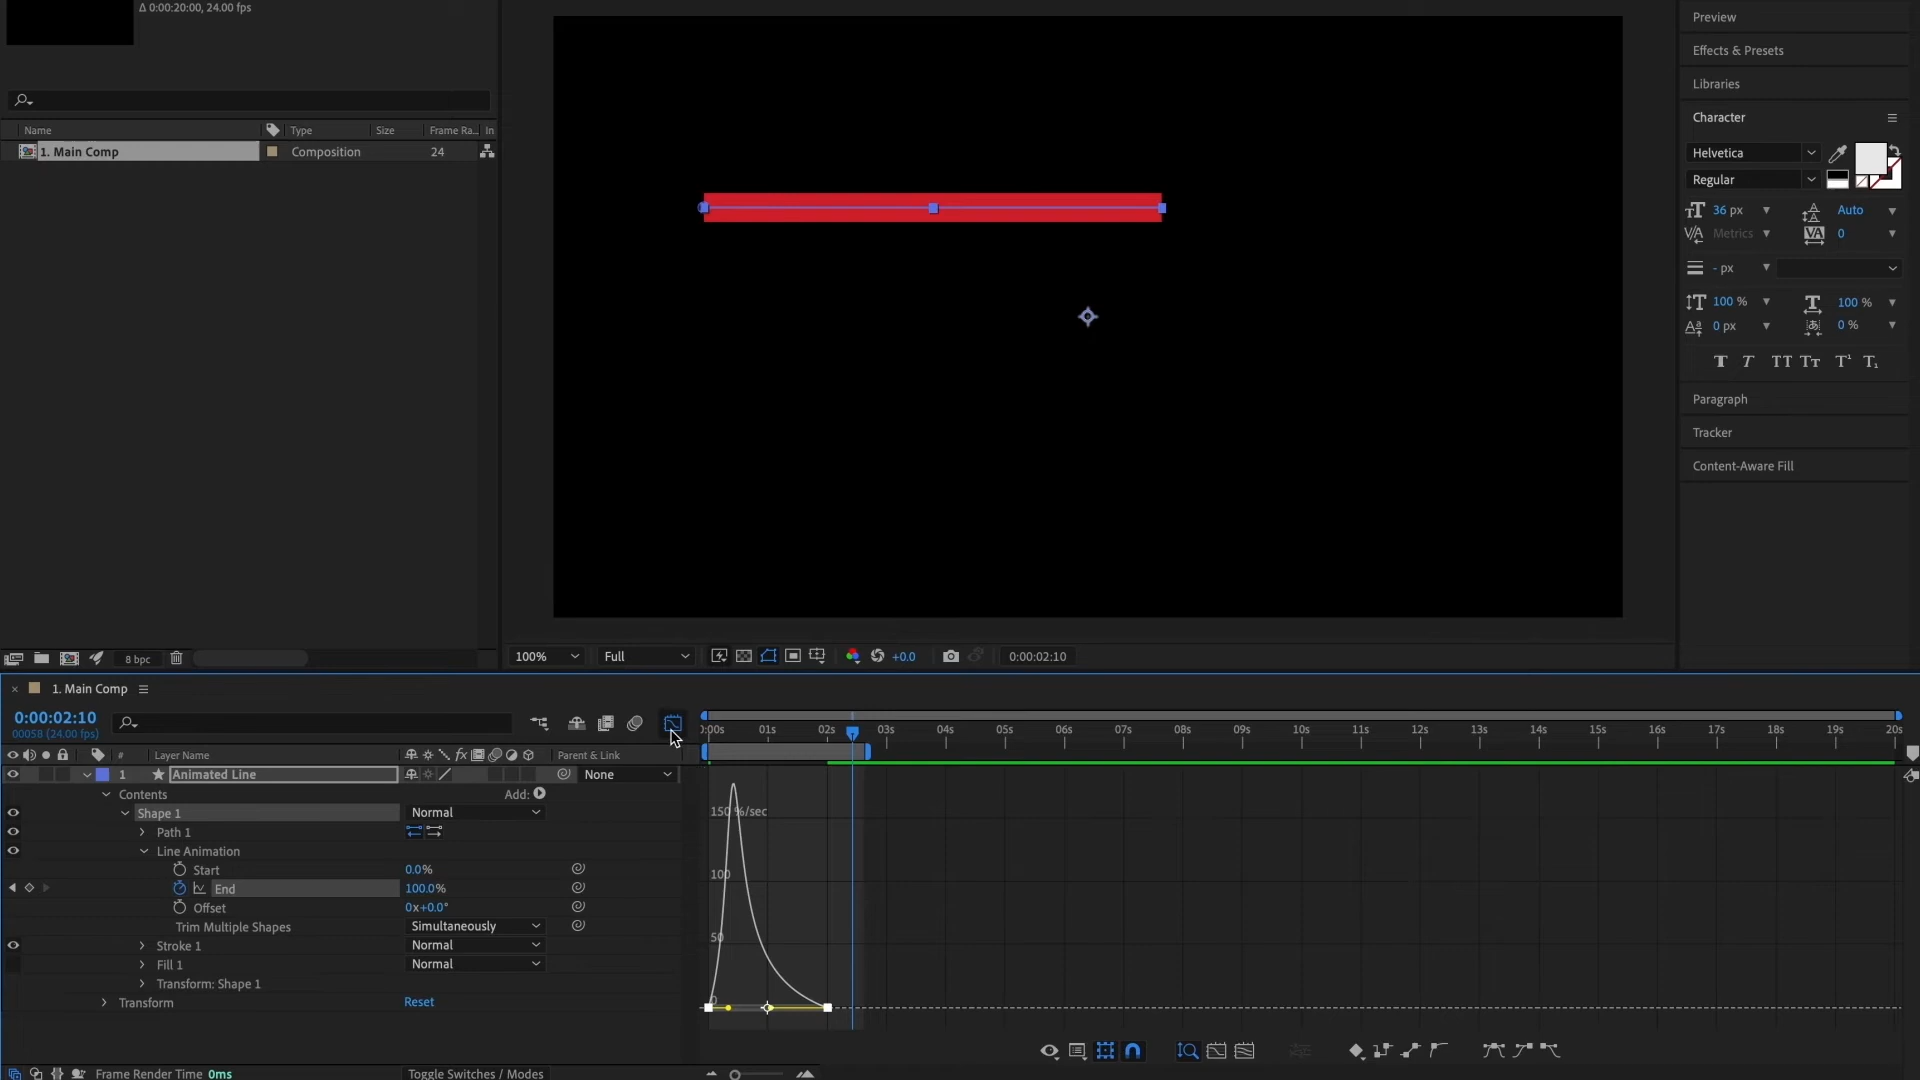 Δ 0:00:20:00, 24.00 fps
Name Type Size Frame Ra... In
1. Main Comp Composition 24
8 bpc
100% Full +0.0 0:00:02:10
Preview
Effects & Presets
Libraries
Character
Helvetica
Regular
36 px Auto
Metrics 0
- px
100 % 100 %
0 px 0 %
T T TT Tᴛ T¹ T₁
Paragraph
Tracker
Content-Aware Fill
1. Main Comp
0:00:02:10
00058 (24.00 fps)
# Layer Name Parent & Link
1 Animated Line None
Contents Add:
Shape 1 Normal
Path 1
Line Animation
Start 0.0%
End 100.0%
Offset 0x+0.0°
Trim Multiple Shapes Simultaneously
Stroke 1 Normal
Fill 1 Normal
Transform: Shape 1
Transform Reset
Frame Render Time 0ms Toggle Switches / Modes
:00s 01s 02s 03s 04s 05s 06s 07s 08s 09s 10s 11s 12s 13s 14s 15s 16s 17s 18s 19s 20s
150 %/sec
100
50
0